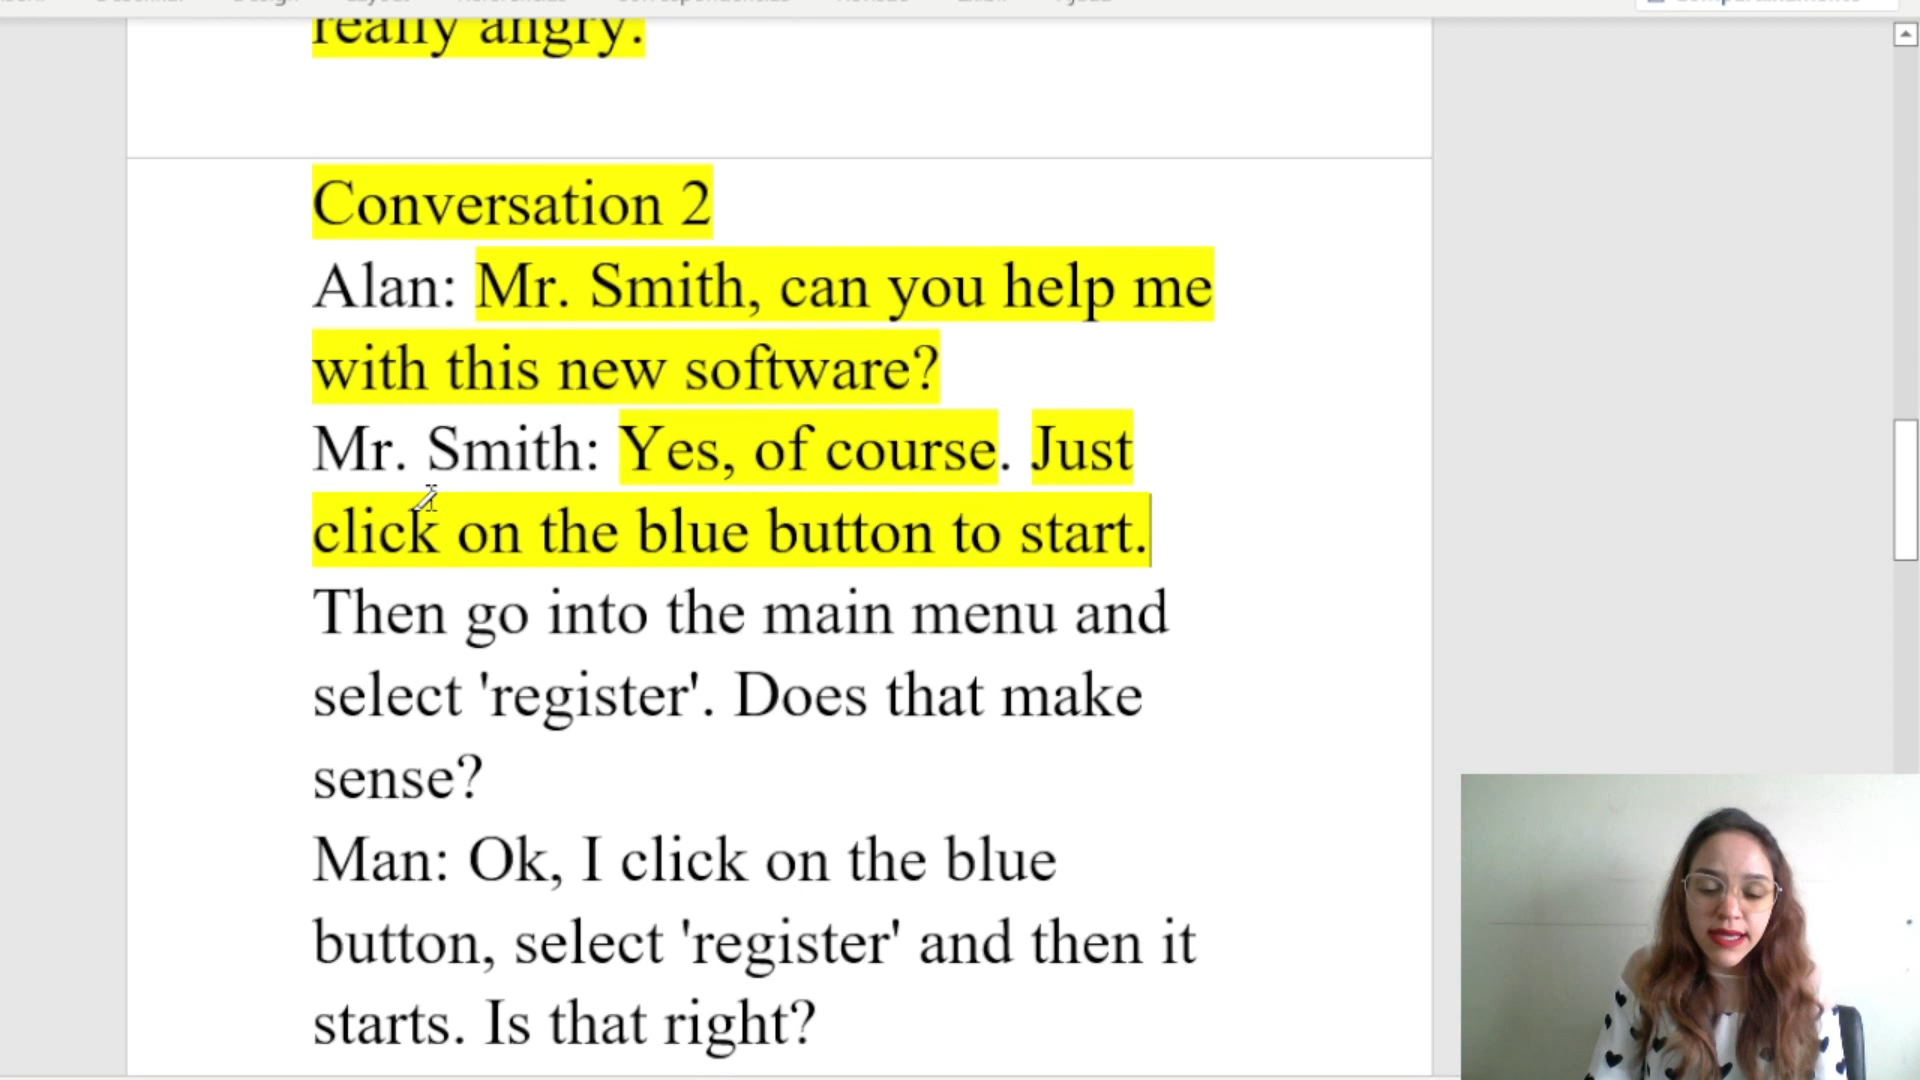 really angry.
Conversation 2
Alan: Mr. Smith, can you help me
with this new software?
Mr. Smith: Yes, of course. Just
click on the blue button to start.
Then go into the main menu and
select 'register'. Does that make
sense?
Man: Ok, I click on the blue
button, select 'register' and then it
starts. Is that right?